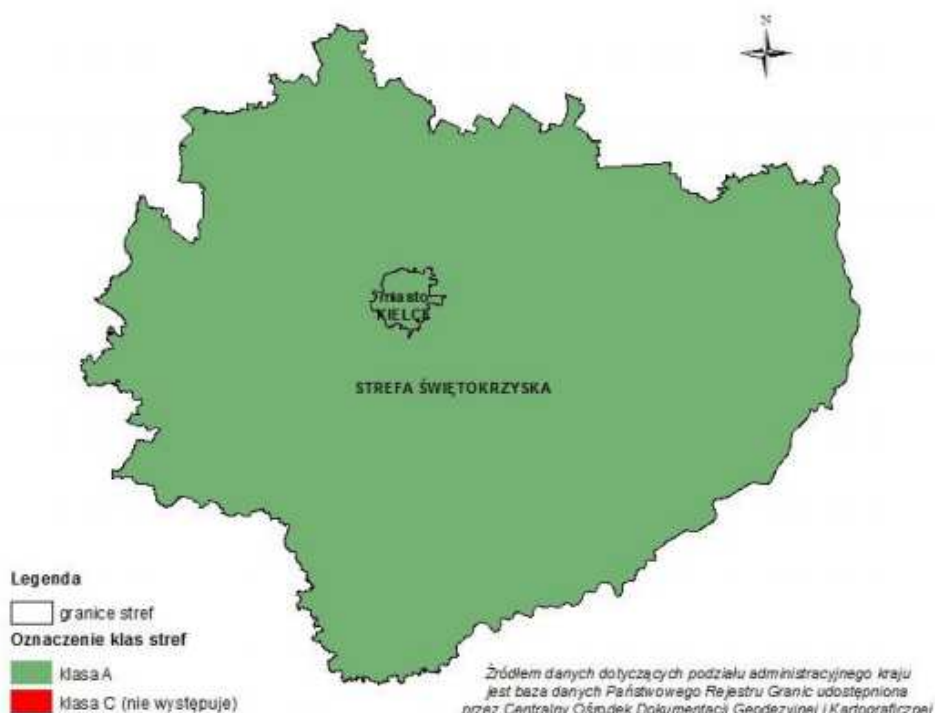 N
miasto
KIELCE
STREFA ŚWIĘTOKRZYSKA
Legenda
granice stref
Oznaczenie klas stref
klasa A
klasa C (nie występuje)
Źródłem danych dotyczących podziału administracyjnego kraju
jest baza danych Państwowego Rejestru Granic udostępniona
przez Centralny Ośrodek Dokumentacji Geodezyjnej i Kartograficznej